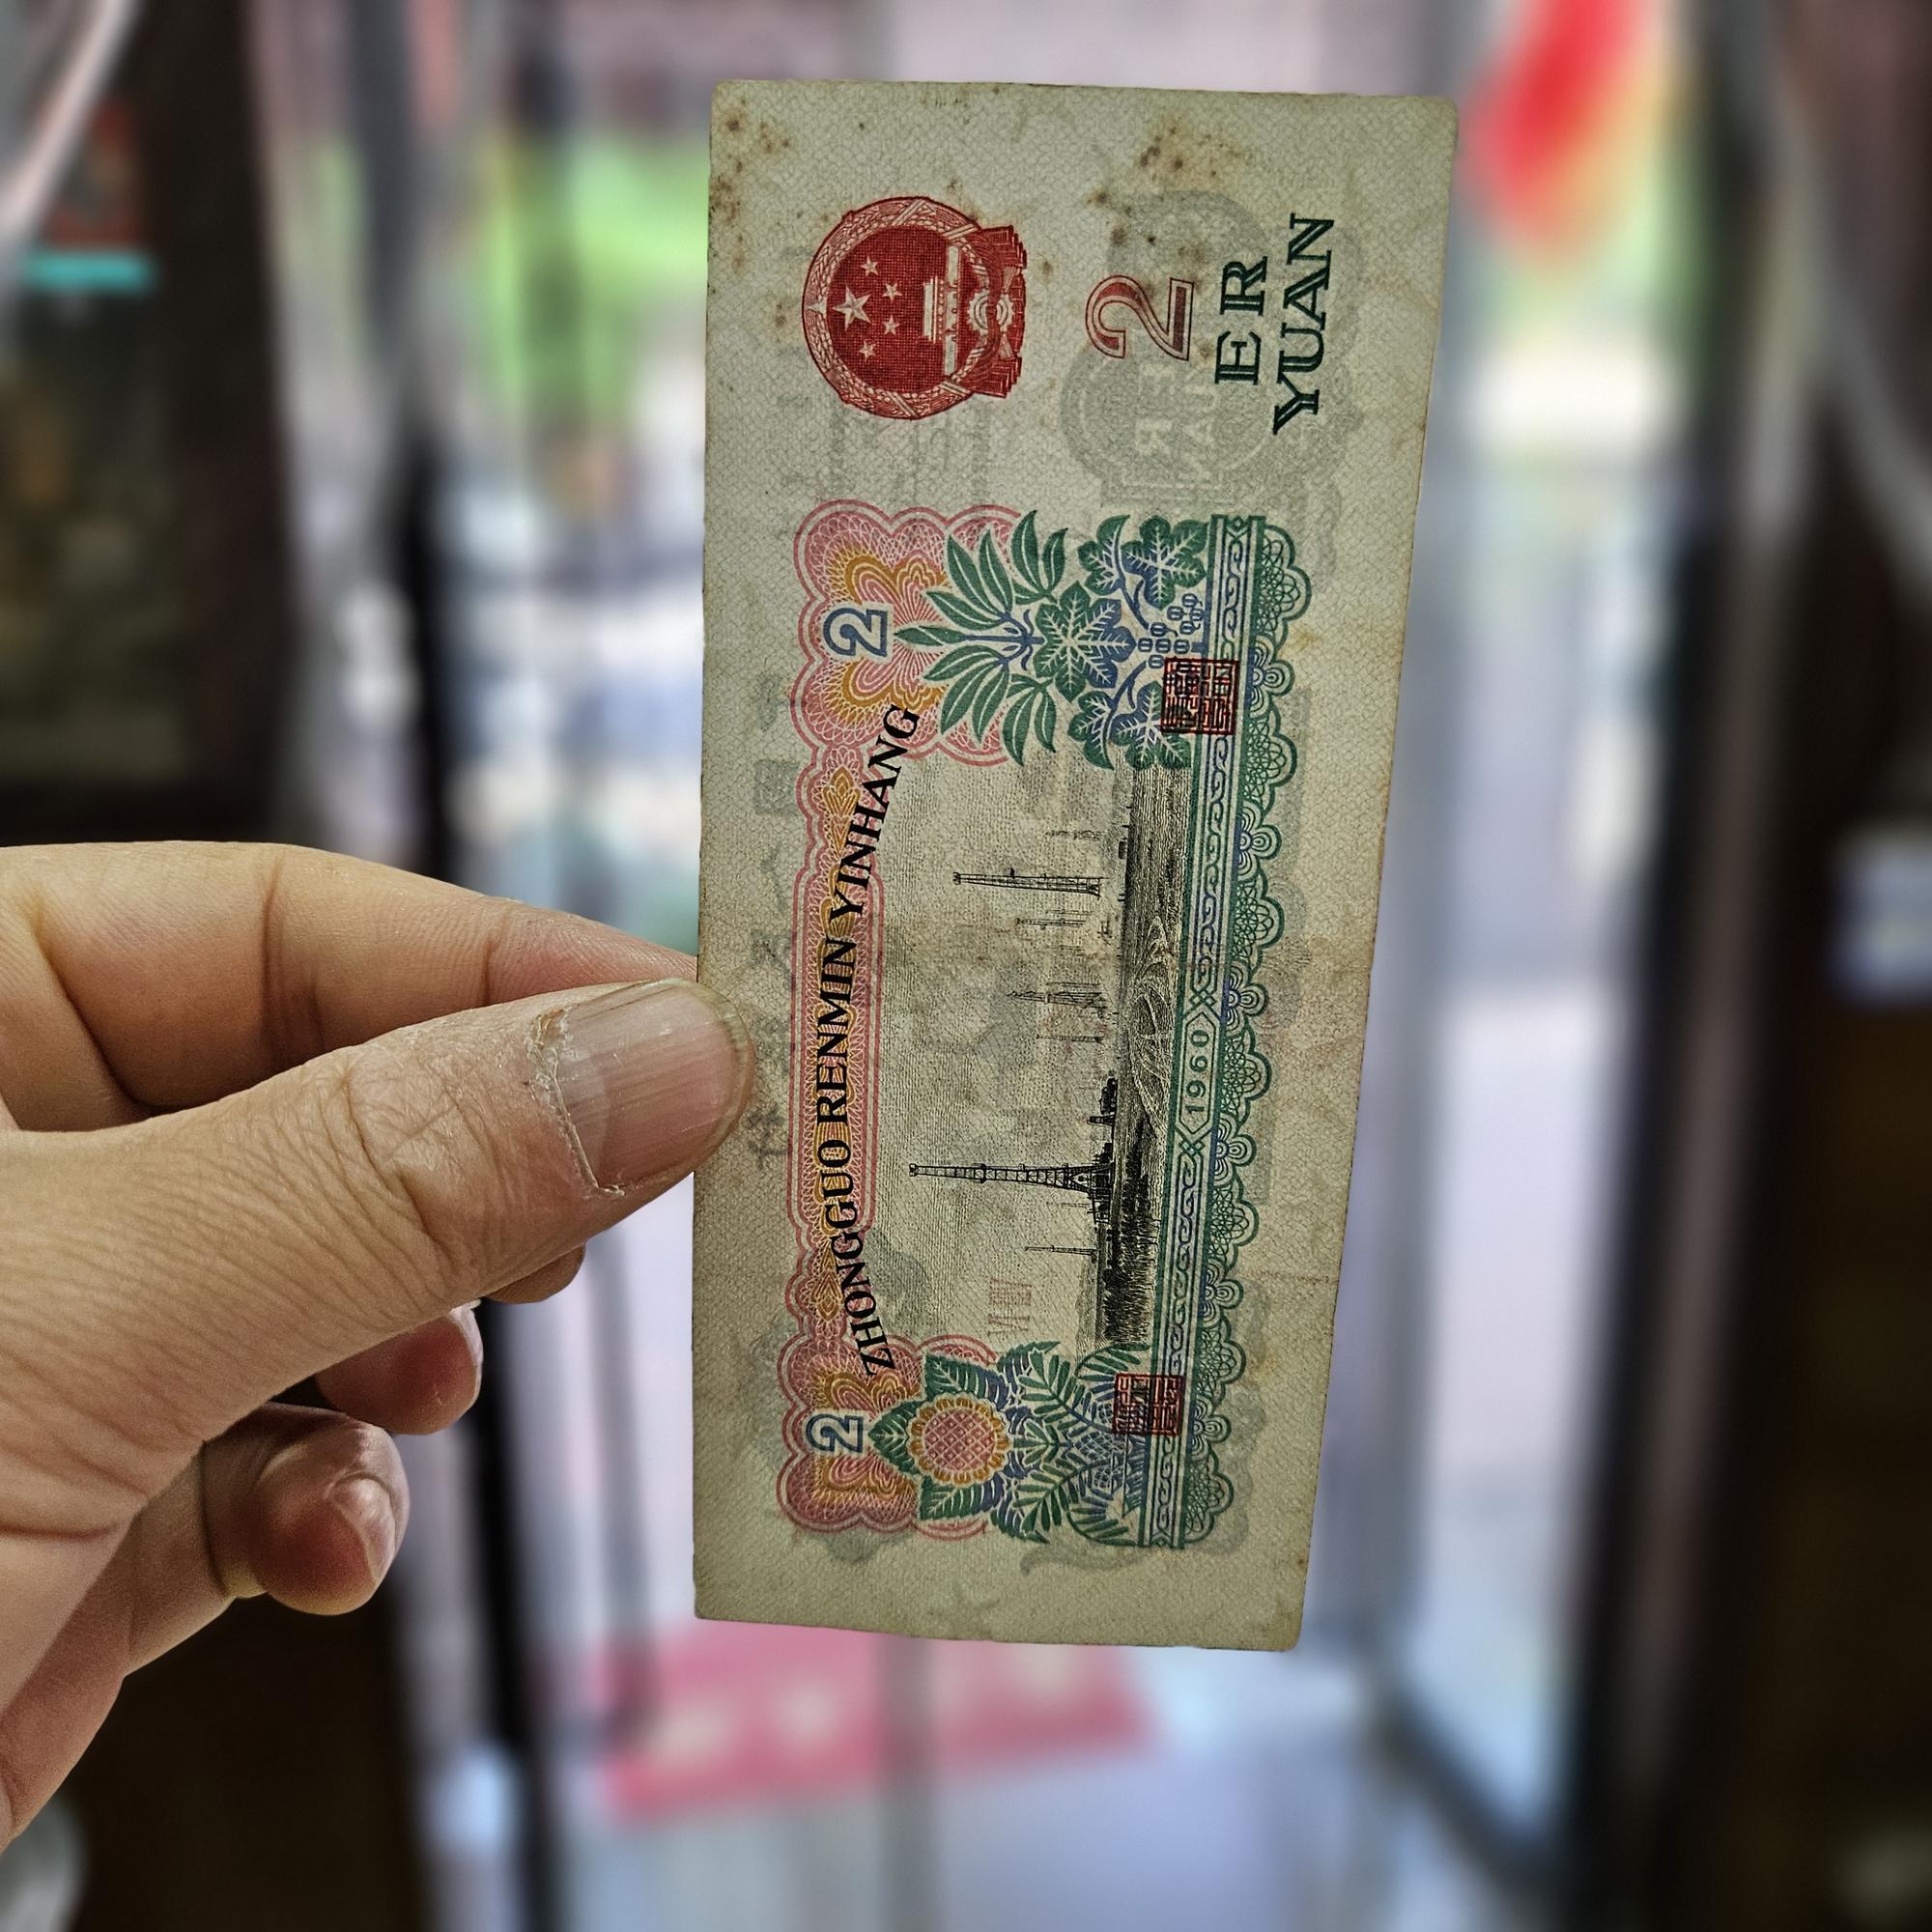 ZHONGGUO RENMIN YINHANG
2
2
2
ER
YUAN
1960